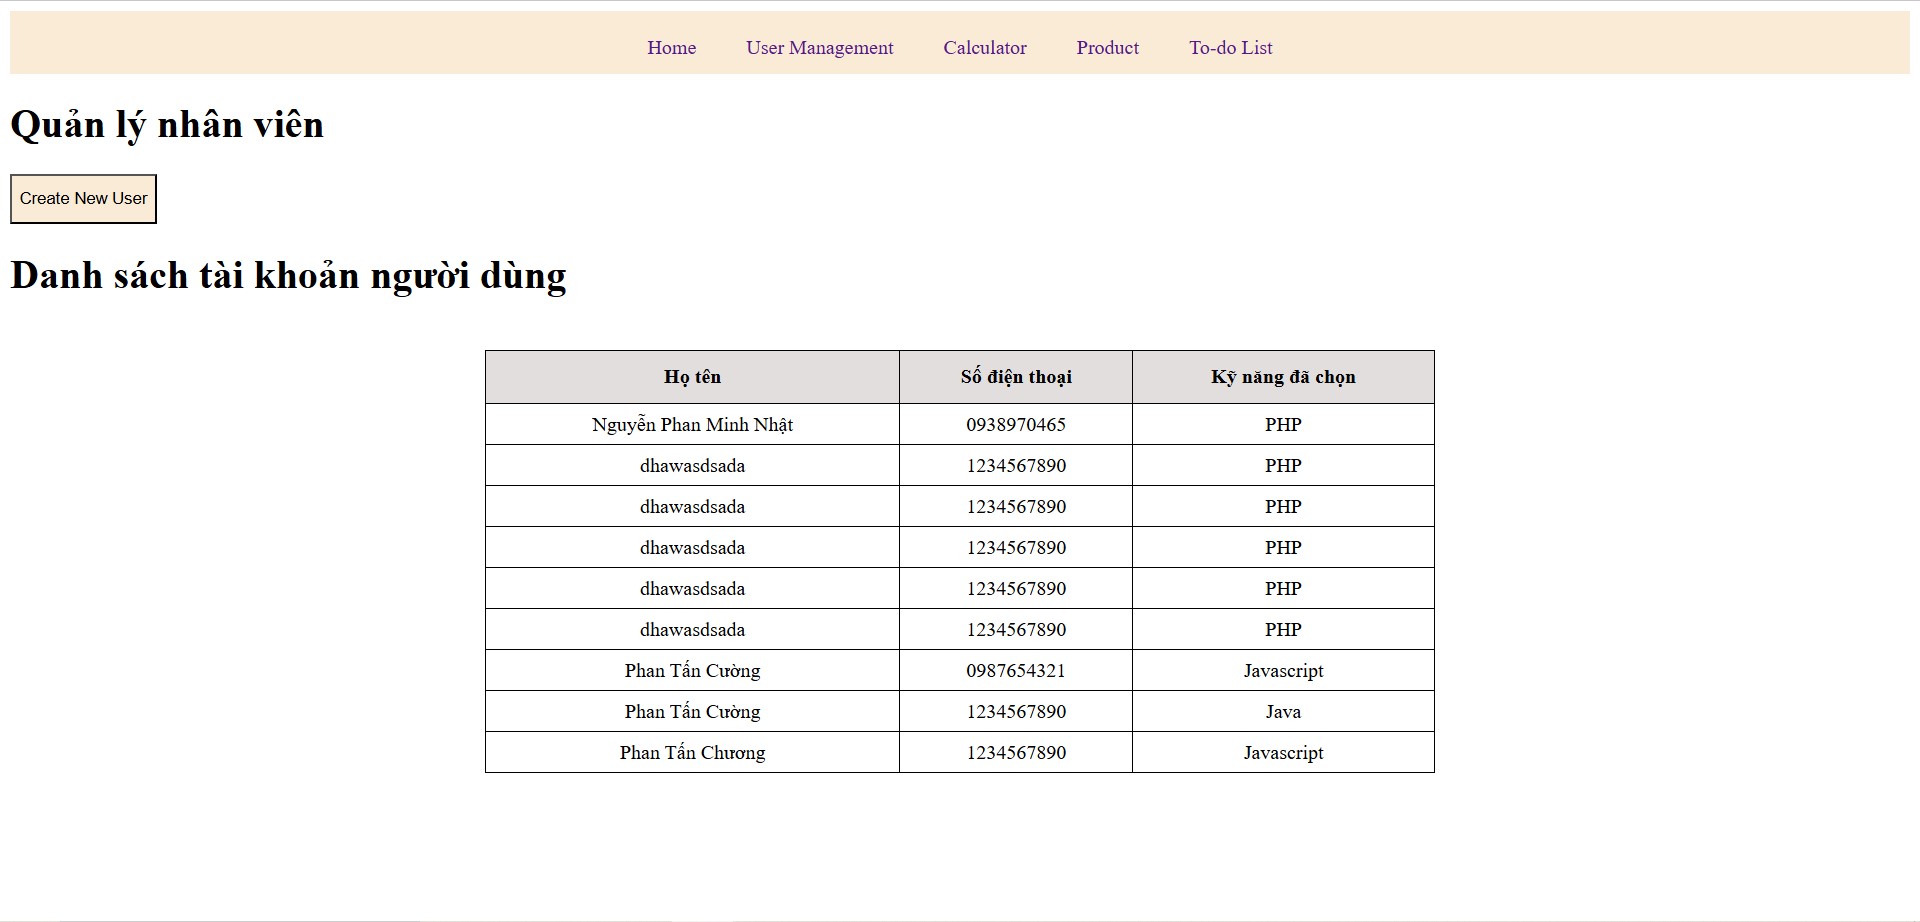 Home User Management Calculator Product To-do List
Quản lý nhân viên
Create New User
Danh sách tài khoản người dùng
Họ tên Số điện thoại Kỹ năng đã chọn
Nguyễn Phan Minh Nhật 0938970465 PHP
dhawasdsada 1234567890 PHP
dhawasdsada 1234567890 PHP
dhawasdsada 1234567890 PHP
dhawasdsada 1234567890 PHP
dhawasdsada 1234567890 PHP
Phan Tấn Cường 0987654321 Javascript
Phan Tấn Cường 1234567890 Java
Phan Tấn Chương 1234567890 Javascript